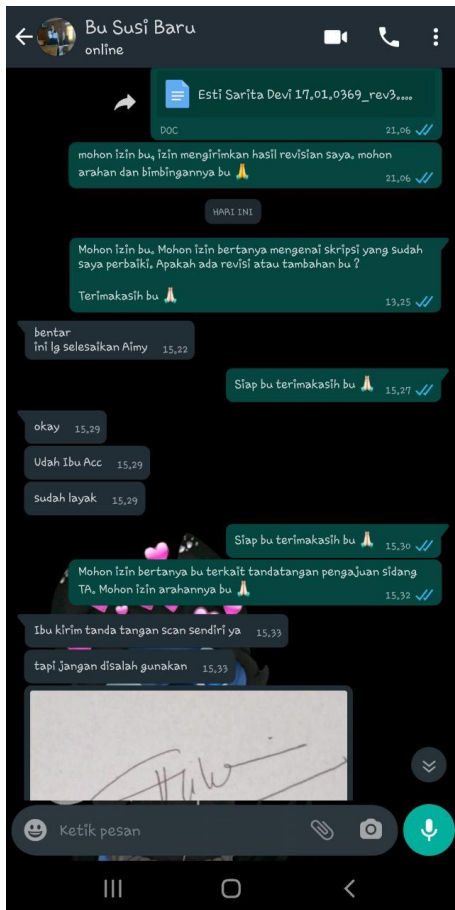 Bu Susi Baru
online
Esti Sarita Devi 17.01.0369_rev3....
DOC
21.06
mohon izin bu, izin mengirimkan hasil revisian saya. mohon
arahan dan bimbingannya bu 🙏
21.06
HARI INI
Mohon izin bu. Mohon izin bertanya mengenai skripsi yang sudah
saya perbaiki. Apakah ada revisi atau tambahan bu ?
Terimakasih bu 🙏🏻
13.25
bentar
ini lg selesaikan Aimy 15.22
Siap bu terimakasih bu 🙏🏻 15.27
okay 15.29
Udah Ibu Acc 15.29
sudah layak 15.29
Siap bu terimakasih bu 🙏🏻 15.30
Mohon izin bertanya bu terkait tandatangan pengajuan sidang
TA. Mohon izin arahannya bu 🙏🏻
15.32
Ibu kirim tanda tangan scan sendiri ya 15.33
tapi jangan disalah gunakan 15.33
Ketik pesan